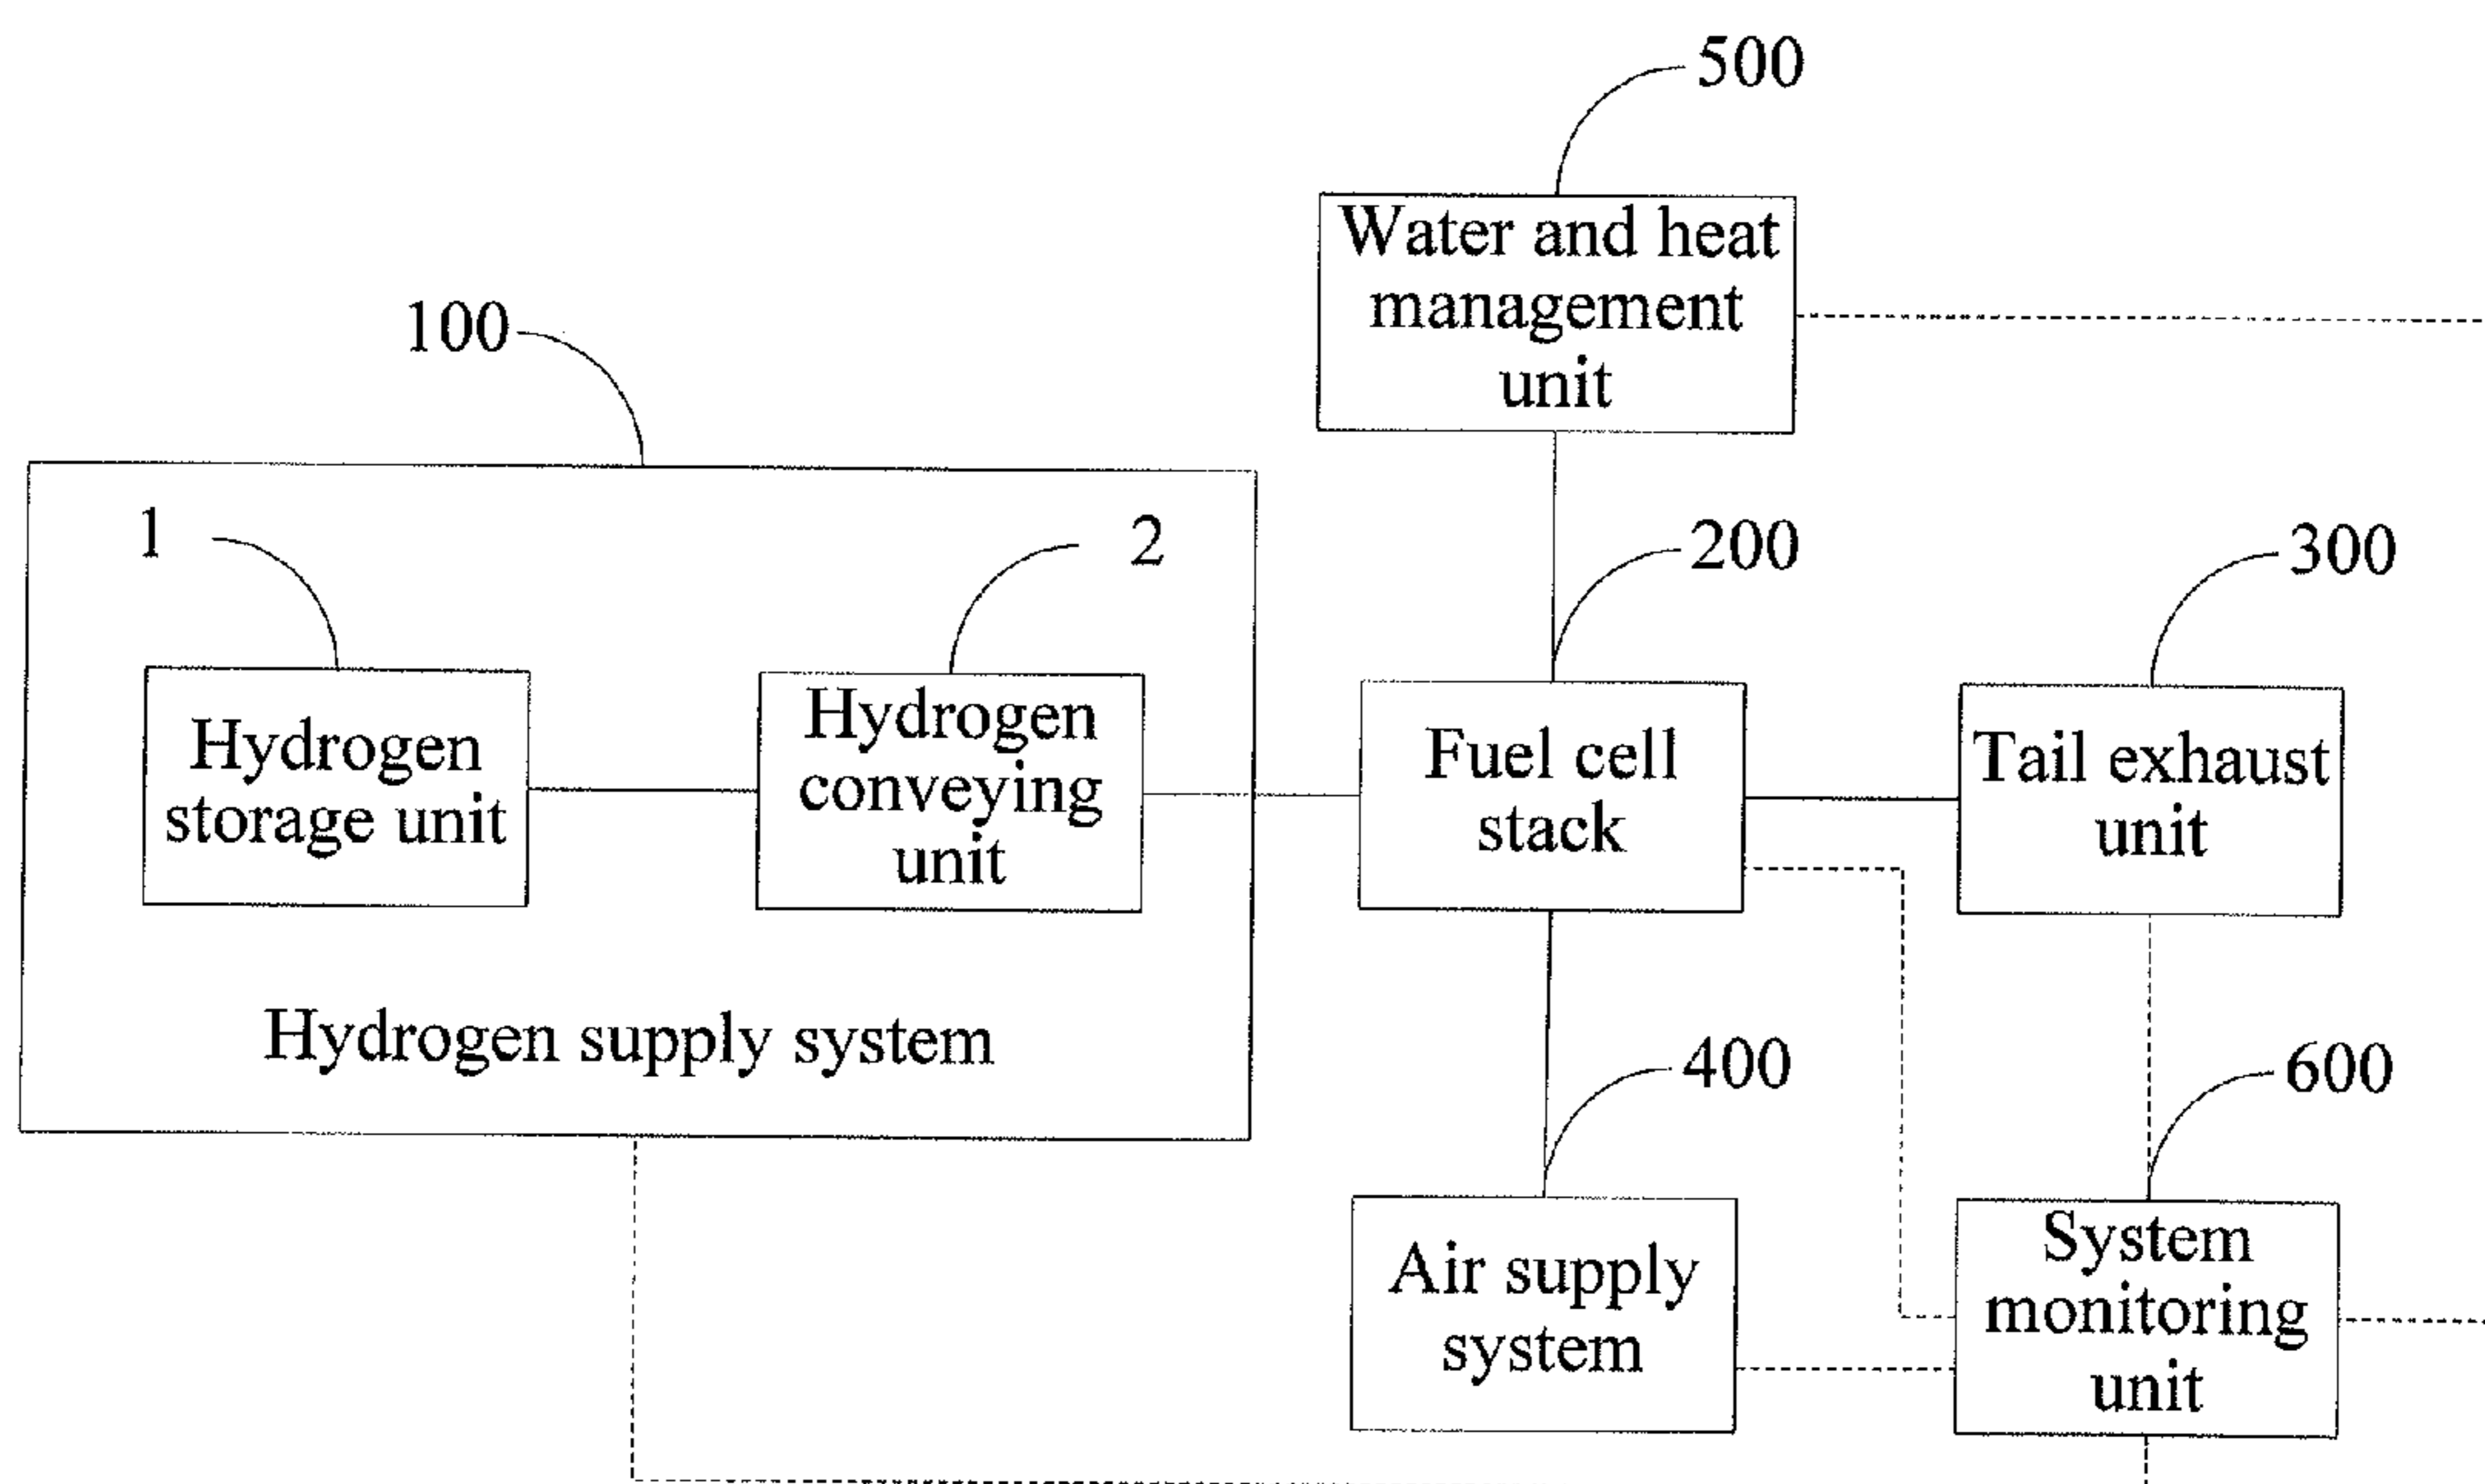 500
Water and heat
management
unit
100
1
2
200
300
Hydrogen
storage unit
Hydrogen
conveying
unit
Fuel cell
stack
Tail exhaust
unit
Hydrogen supply system
400
600
Air supply
system
System
monitoring
unit